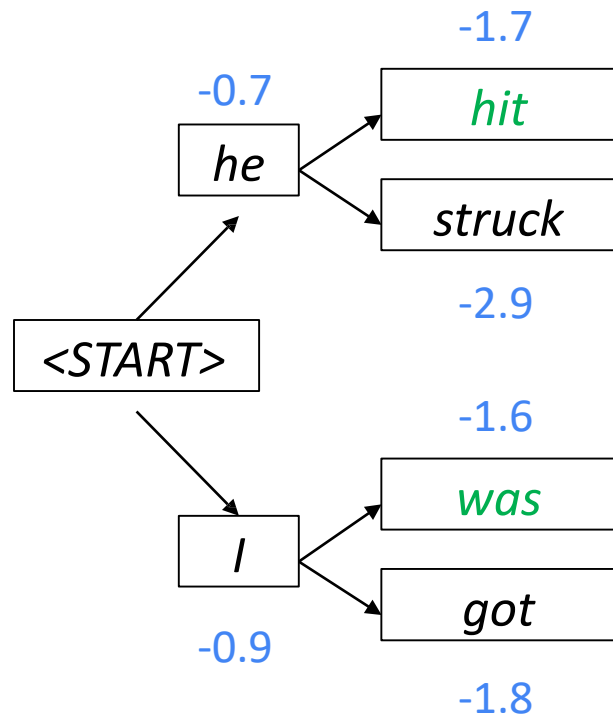 -1.7
-0.7
hit
he
struck
-2.9
<START>
-1.6
was
I
got
-0.9
-1.8